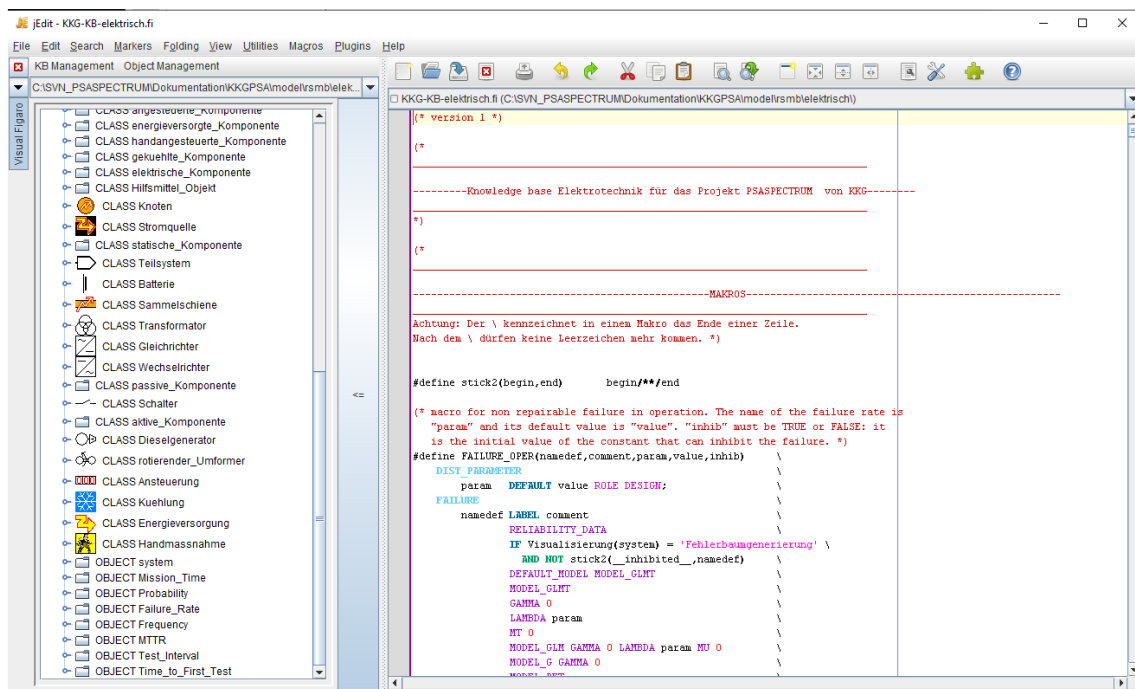 jEdit - KKG-KB-elektrisch.fi
File Edit Search Markers Folding View Utilities Macros Plugins Help
KB Management Object Management
C:\SVN_PSASPECTRUM\Dokumentation\KKGPSA\model\rsmb\elek...
Visual Figaro
CLASS angesteuerte_Komponente
CLASS energieversorgte_Komponente
CLASS handangesteuerte_Komponente
CLASS gekuehlte_Komponente
CLASS elektrische_Komponente
CLASS Hilfsmittel_Objekt
CLASS Knoten
CLASS Stromquelle
CLASS statische_Komponente
CLASS Teilsystem
CLASS Batterie
CLASS Sammelschiene
CLASS Transformator
CLASS Gleichrichter
CLASS Wechselrichter
CLASS passive_Komponente
CLASS Schalter
CLASS aktive_Komponente
CLASS Dieselgenerator
CLASS rotierender_Umformer
CLASS Ansteuerung
CLASS Kuehlung
CLASS Energieversorgung
CLASS Handmassnahme
OBJECT system
OBJECT Mission_Time
OBJECT Probability
OBJECT Failure_Rate
OBJECT Frequency
OBJECT MTTR
OBJECT Test_Interval
OBJECT Time_to_First_Test
<=
KKG-KB-elektrisch.fi (C:\SVN_PSASPECTRUM\Dokumentation\KKGPSA\model\rsmb\elektrisch\)
(* version 1 *)
(*
---------Knowledge base Elektrotechnik für das Projekt PSASPECTRUM  von KKG--------
*)
(*
--------------------------------------------------MAKROS-----------------------------------------------------
Achtung: Der \ kennzeichnet in einem Makro das Ende einer Zeile.
Nach dem \ dürfen keine Leerzeichen mehr kommen. *)
#define stick2(begin,end) begin/**/end
(* macro for non repairable failure in operation. The name of the failure rate is
"param" and its default value is "value". "inhib" must be TRUE or FALSE: it
is the initial value of the constant that can inhibit the failure. *)
#define FAILURE_OPER(namedef,comment,param,value,inhib) \
DIST_PARAMETER \
param DEFAULT value ROLE DESIGN; \
FAILURE \
namedef LABEL comment \
RELIABILITY_DATA \
IF Visualisierung(system) = 'Fehlerbaumgenerierung' \
AND NOT stick2(__inhibited__,namedef) \
DEFAULT_MODEL MODEL_GLMT \
MODEL_GLMT \
GAMMA 0 \
LAMBDA param \
MT 0 \
MODEL_GLM GAMMA 0 LAMBDA param MU 0 \
MODEL_G GAMMA 0 \